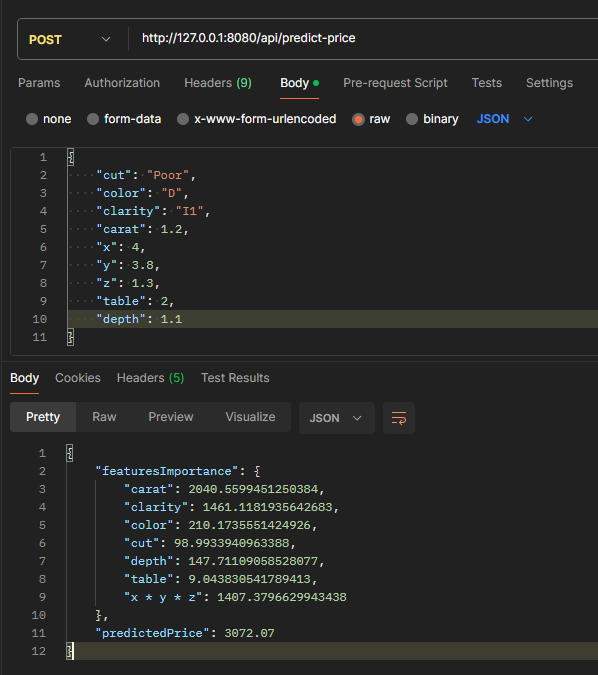 POST http://127.0.0.1:8080/api/predict-price
Params Authorization Headers (9) Body Pre-request Script Tests Settings
none form-data x-www-form-urlencoded raw binary JSON
1 {
2 "cut": "Poor",
3 "color": "D",
4 "clarity": "I1",
5 "carat": 1.2,
6 "x": 4,
7 "y": 3.8,
8 "z": 1.3,
9 "table": 2,
10 "depth": 1.1
11 }
Body Cookies Headers (5) Test Results
Pretty Raw Preview Visualize JSON
1 {
2 "featuresImportance": {
3 "carat": 2040.5599451250384,
4 "clarity": 1461.1181935642683,
5 "color": 210.1735551424926,
6 "cut": 98.9933940963388,
7 "depth": 147.71109058528077,
8 "table": 9.043830541789413,
9 "x * y * z": 1407.3796629943438
10 },
11 "predictedPrice": 3072.07
12 }